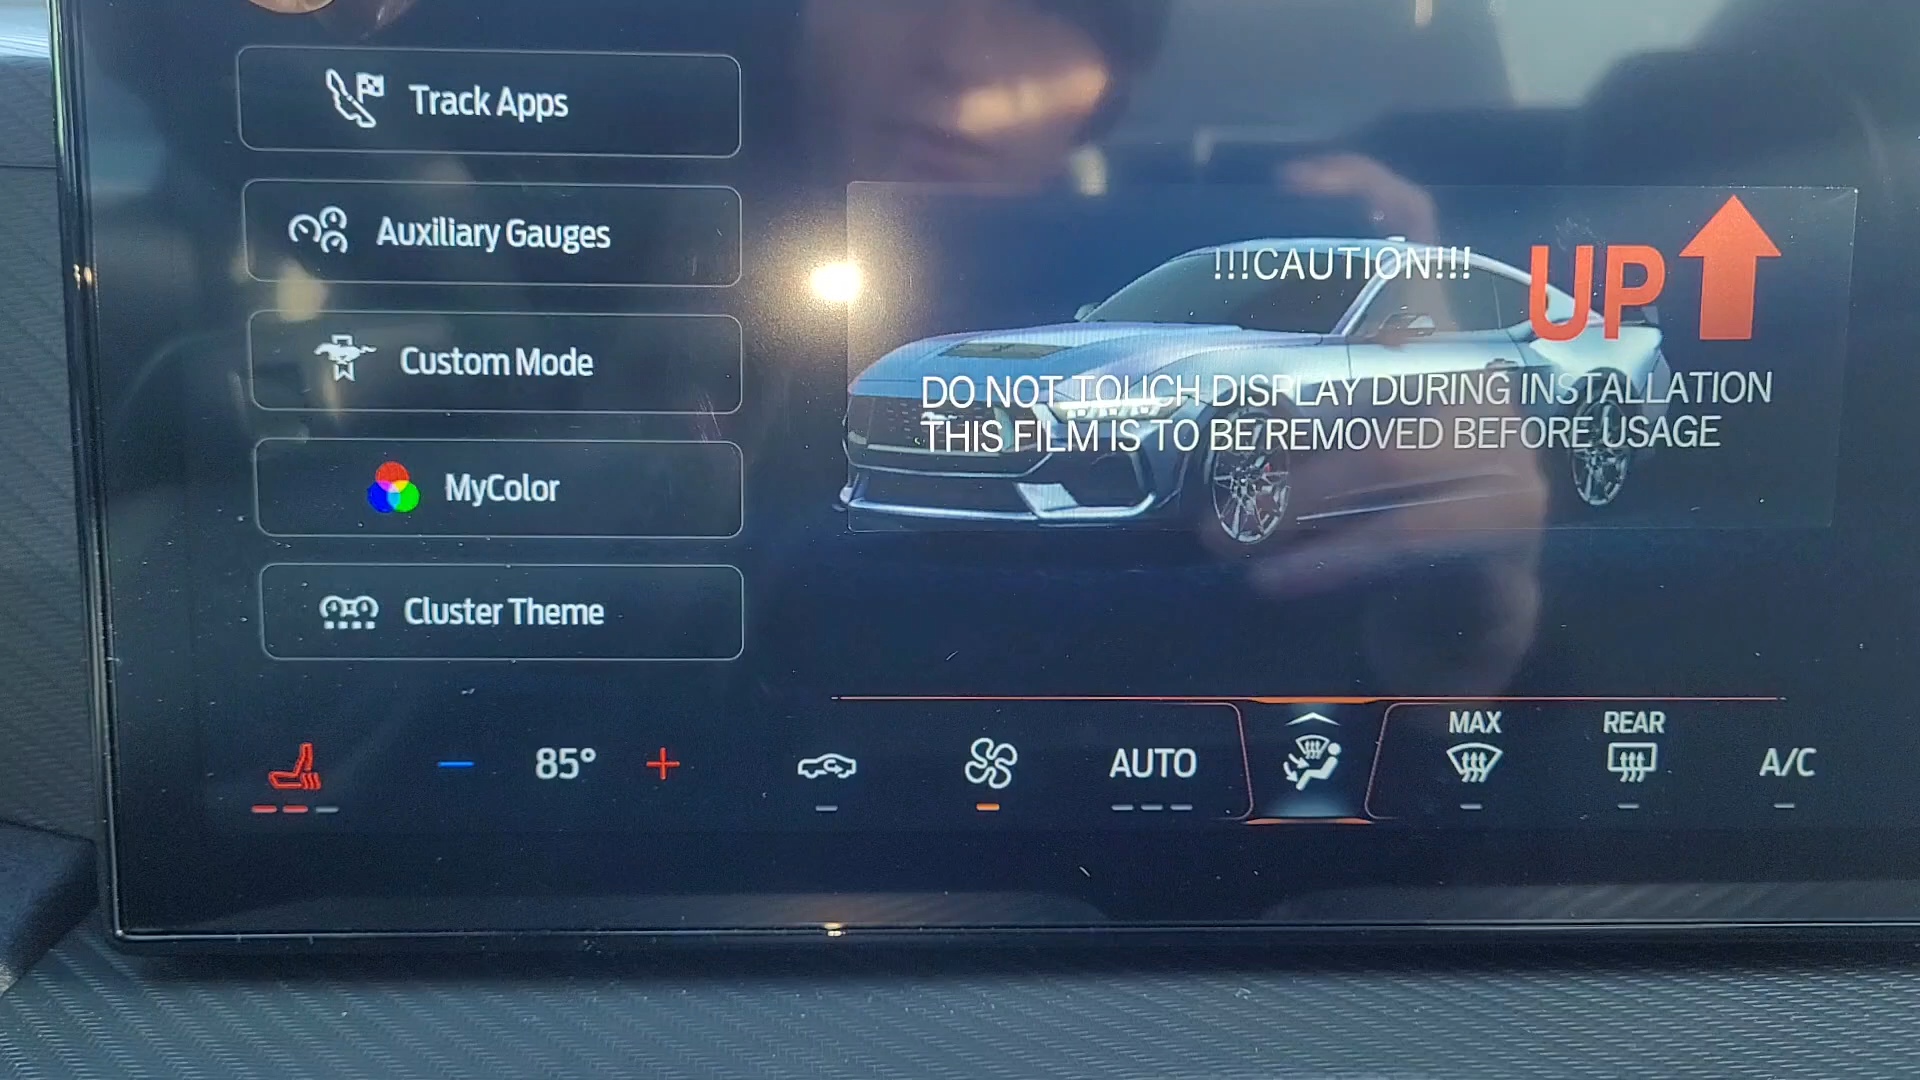 Track Apps
Auxiliary Gauges
Custom Mode
MyColor
Cluster Theme
!!!CAUTION!!!
UP
DO NOT TOUCH DISPLAY DURING INSTALLATION
THIS FILM IS TO BE REMOVED BEFORE USAGE
85°
AUTO
MAX
REAR
A/C